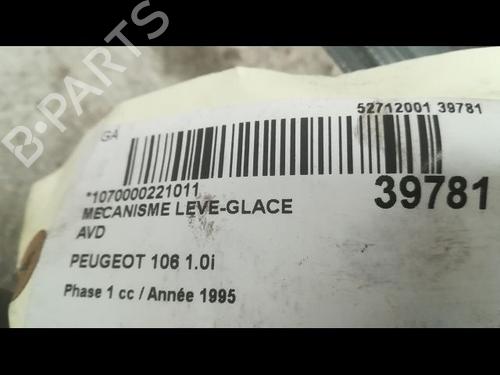 B-PARTS
GA
52712001 39781
*1070000221011
39781
MECANISME LEVE-GLACE
AVD
PEUGEOT 106 1.0i
Phase 1 cc / Année 1995